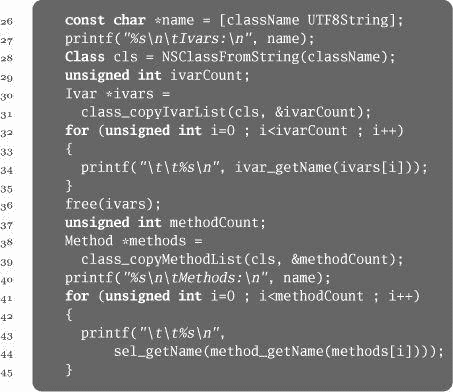 26 const char *name = [className UTF8String];
27 printf("%s\n\tIvars:\n", name);
28 Class cls = NSClassFromString(className);
29 unsigned int ivarCount;
30 Ivar *ivars =
31 class_copyIvarList(cls, &ivarCount);
32 for (unsigned int i=0 ; i<ivarCount ; i++)
33 {
34 printf("\t\t%s\n", ivar_getName(ivars[i]));
35 }
36 free(ivars);
37 unsigned int methodCount;
38 Method *methods =
39 class_copyMethodList(cls, &methodCount);
40 printf("%s\n\tMethods:\n", name);
41 for (unsigned int i=0 ; i<methodCount ; i++)
42 {
43 printf("\t\t%s\n",
44 sel_getName(method_getName(methods[i])));
45 }